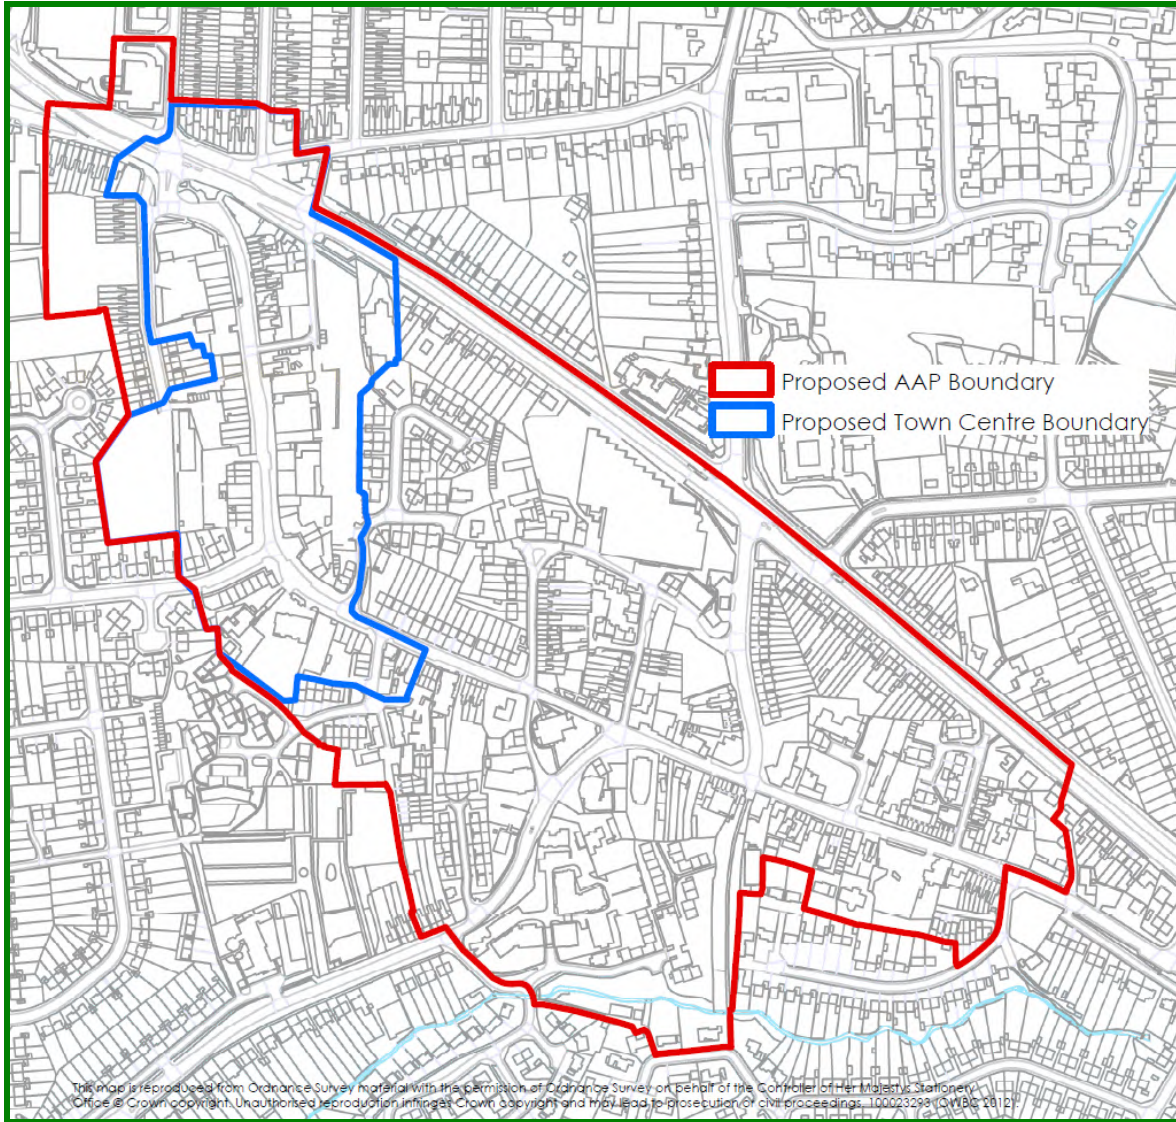 Proposed AAP Boundary
Proposed Town Centre Boundary
This map is reproduced from Ordnance Survey material with the permission of Ordnance Survey on behalf of the Controller of Her Majestys Stationery
Office © Crown copyright. Unauthorised reproduction infringes Crown copyright and may lead to prosecution or civil proceedings. 100023293 (OWBC 2012).